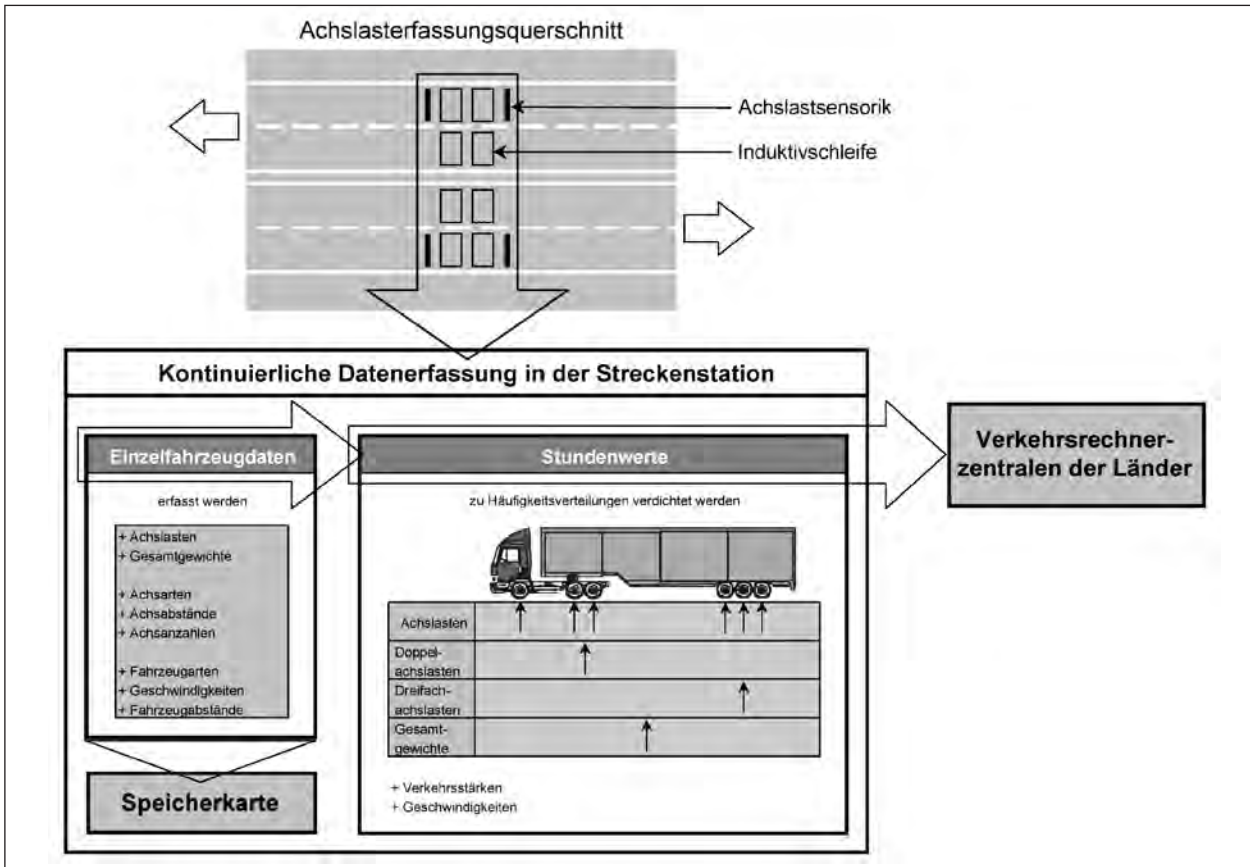 Achslasterfassungsquerschnitt
Achslastsensorik
Induktivschleife
Kontinuierliche Datenerfassung in der Streckenstation
Einzelfahrzeugdaten
erfasst werden
+ Achslasten
+ Gesamtgewichte
+ Achsarten
+ Achsabstände
+ Achsanzahlen
+ Fahrzeugarten
+ Geschwindigkeiten
+ Fahrzeugabstände
Speicherkarte
Stundenwerte
zu Häufigkeitsverteilungen verdichtet werden
Achslasten
Doppel-
achslasten
Dreifach-
achslasten
Gesamt-
gewichte
+ Verkehrsstärken
+ Geschwindigkeiten
Verkehrsrechner-
zentralen der Länder